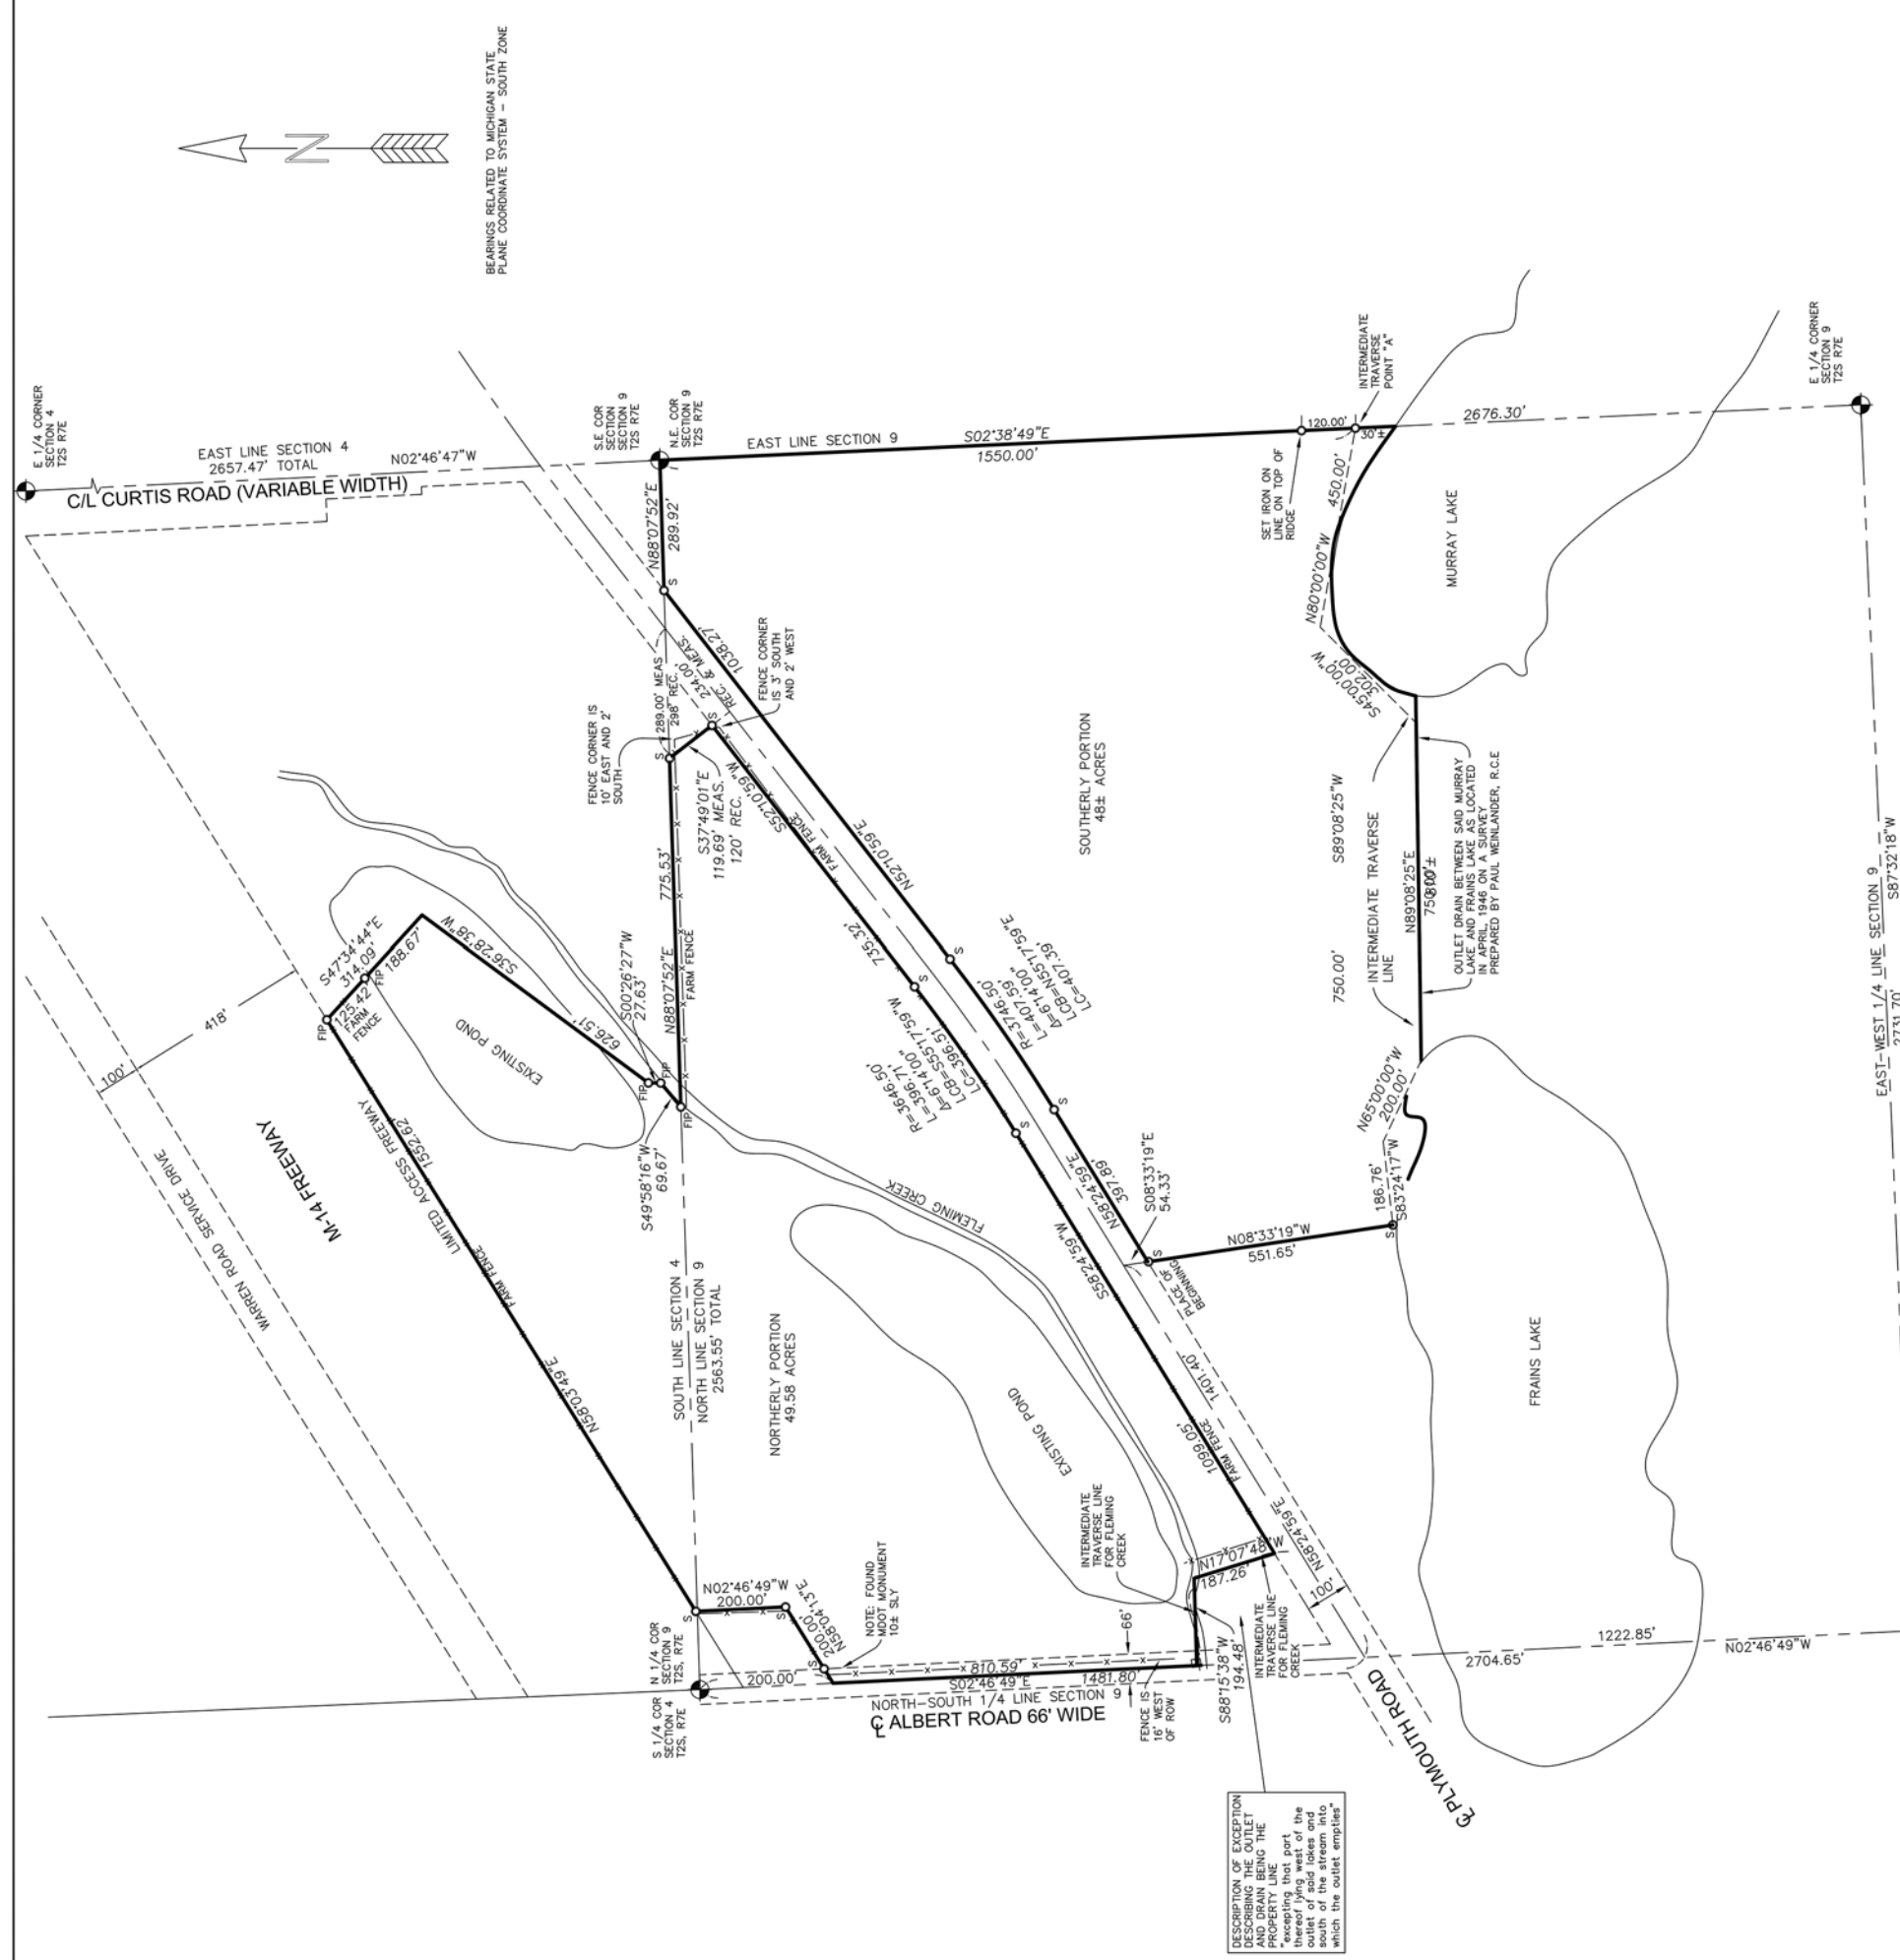 E 1/4 CORNER
SECTION 4
T2S R7E
EAST LINE SECTION 4
2657.47' TOTAL
N02°46'47"W
C/L CURTIS ROAD (VARIABLE WIDTH)
N
BEARINGS RELATED TO MICHIGAN STATE
PLANE COORDINATE SYSTEM - SOUTH ZONE
S.E COR
SECTION
SECTION 9
T2S R7E
N.E. COR
SECTION 9
T2S R7E
EAST LINE SECTION 9
S02°38'49"E
1550.00'
SET IRON ON
LINE ON TOP OF
RIDGE
120.00'
30'±
INTERMEDIATE
TRAVERSE
POINT "A"
2676.30'
E 1/4 CORNER
SECTION 9
T2S R7E
N88°07'52"E
289.92'
S
289.00' MEAS
298' REC.
234.00'
REC. & MEAS.
1038.27'
FENCE CORNER
IS 3' SOUTH
AND 2' WEST
FENCE CORNER IS
10' EAST AND 2'
SOUTH
S
S
S37°49'01"E
119.69' MEAS.
120' REC.
S52°10'59"W
FARM FENCE
735.32'
N52°10'59"E
775.53'
N88°07'52"E
FARM FENCE
S00°26'27"W
27.63'
S47°34'44"E
314.09'
188.67'
FIP
FIP
125.42'
FARM
FENCE
S36°28'38"W
626.51'
EXISTING POND
FIP
FIP
FIP
S49°58'16"W
69.67'
418'
100'
M-14 FREEWAY
WARREN ROAD SERVICE DRIVE
LIMITED ACCESS FREEWAY
1552.62'
FARM FENCE
N58°03'49"E
SOUTH LINE SECTION 4
NORTH LINE SECTION 9
2563.55' TOTAL
NORTHERLY PORTION
49.58 ACRES
FLEMING CREEK
EXISTING POND
S
S
R=3646.50'
L=396.71'
Δ=6°14'00"
LCB=S55°17'59"W
LC=396.51'
S
S
R=3746.50'
L=407.59'
Δ=6°14'00"
LCB=N55°17'59"E
LC=407.39'
SOUTHERLY PORTION
48± ACRES
N58°24'59"E
397.89'
S08°33'19"E
54.33'
S58°24'59"W
S
PLACE OF
BEGINNING
N08°33'19"W
551.65'
S
1401.40'
1099.05'
FARM FENCE
N58°24'59"E
100'
450.00'
N80°00'00"W
S45°00'00"W
302.00'
MURRAY LAKE
S89°08'25"W
750.00'
INTERMEDIATE TRAVERSE
LINE
N89°08'25"E
OUTLET DRAIN BETWEEN SAID MURRAY
LAKE AND FRAINS LAKE AS LOCATED
IN APRIL, 1946 ON A SURVEY
PREPARED BY PAUL WEINLANDER, R.C.E
N65°00'00"W
200.00'
186.76'
S83°24'17"W
FRAINS LAKE
EAST-WEST 1/4 LINE SECTION 9
S87°32'18"W
2731.70'
S 1/4 COR
SECTION 4
T2S, R7E
N 1/4 COR
SECTION 9
T2S, R7E
S
N02°46'49"W
200.00'
N58°04'13"E
200.00'
S
NOTE: FOUND
MDOT MONUMENT
10± SLY
200.00'
810.59'
S02°46'49"E
1481.80'
66'
NORTH-SOUTH 1/4 LINE SECTION 9
℄ ALBERT ROAD 66' WIDE
FENCE IS
16' WEST
OF ROW
INTERMEDIATE
TRAVERSE LINE
FOR FLEMING
CREEK
N17°07'48"W
187.26'
S88°15'38"W
194.48'
INTERMEDIATE
TRAVERSE LINE
FOR FLEMING
CREEK
2704.65'
1222.85'
N02°46'49"W
℄ PLYMOUTH ROAD
DESCRIPTION OF EXCEPTION
DESCRIBING THE OUTLET
AND DRAIN BEING THE
PROPERTY LINE
"excepting that part
thereof lying west of the
outlet of said lakes and
south of the stream into
which the outlet empties"